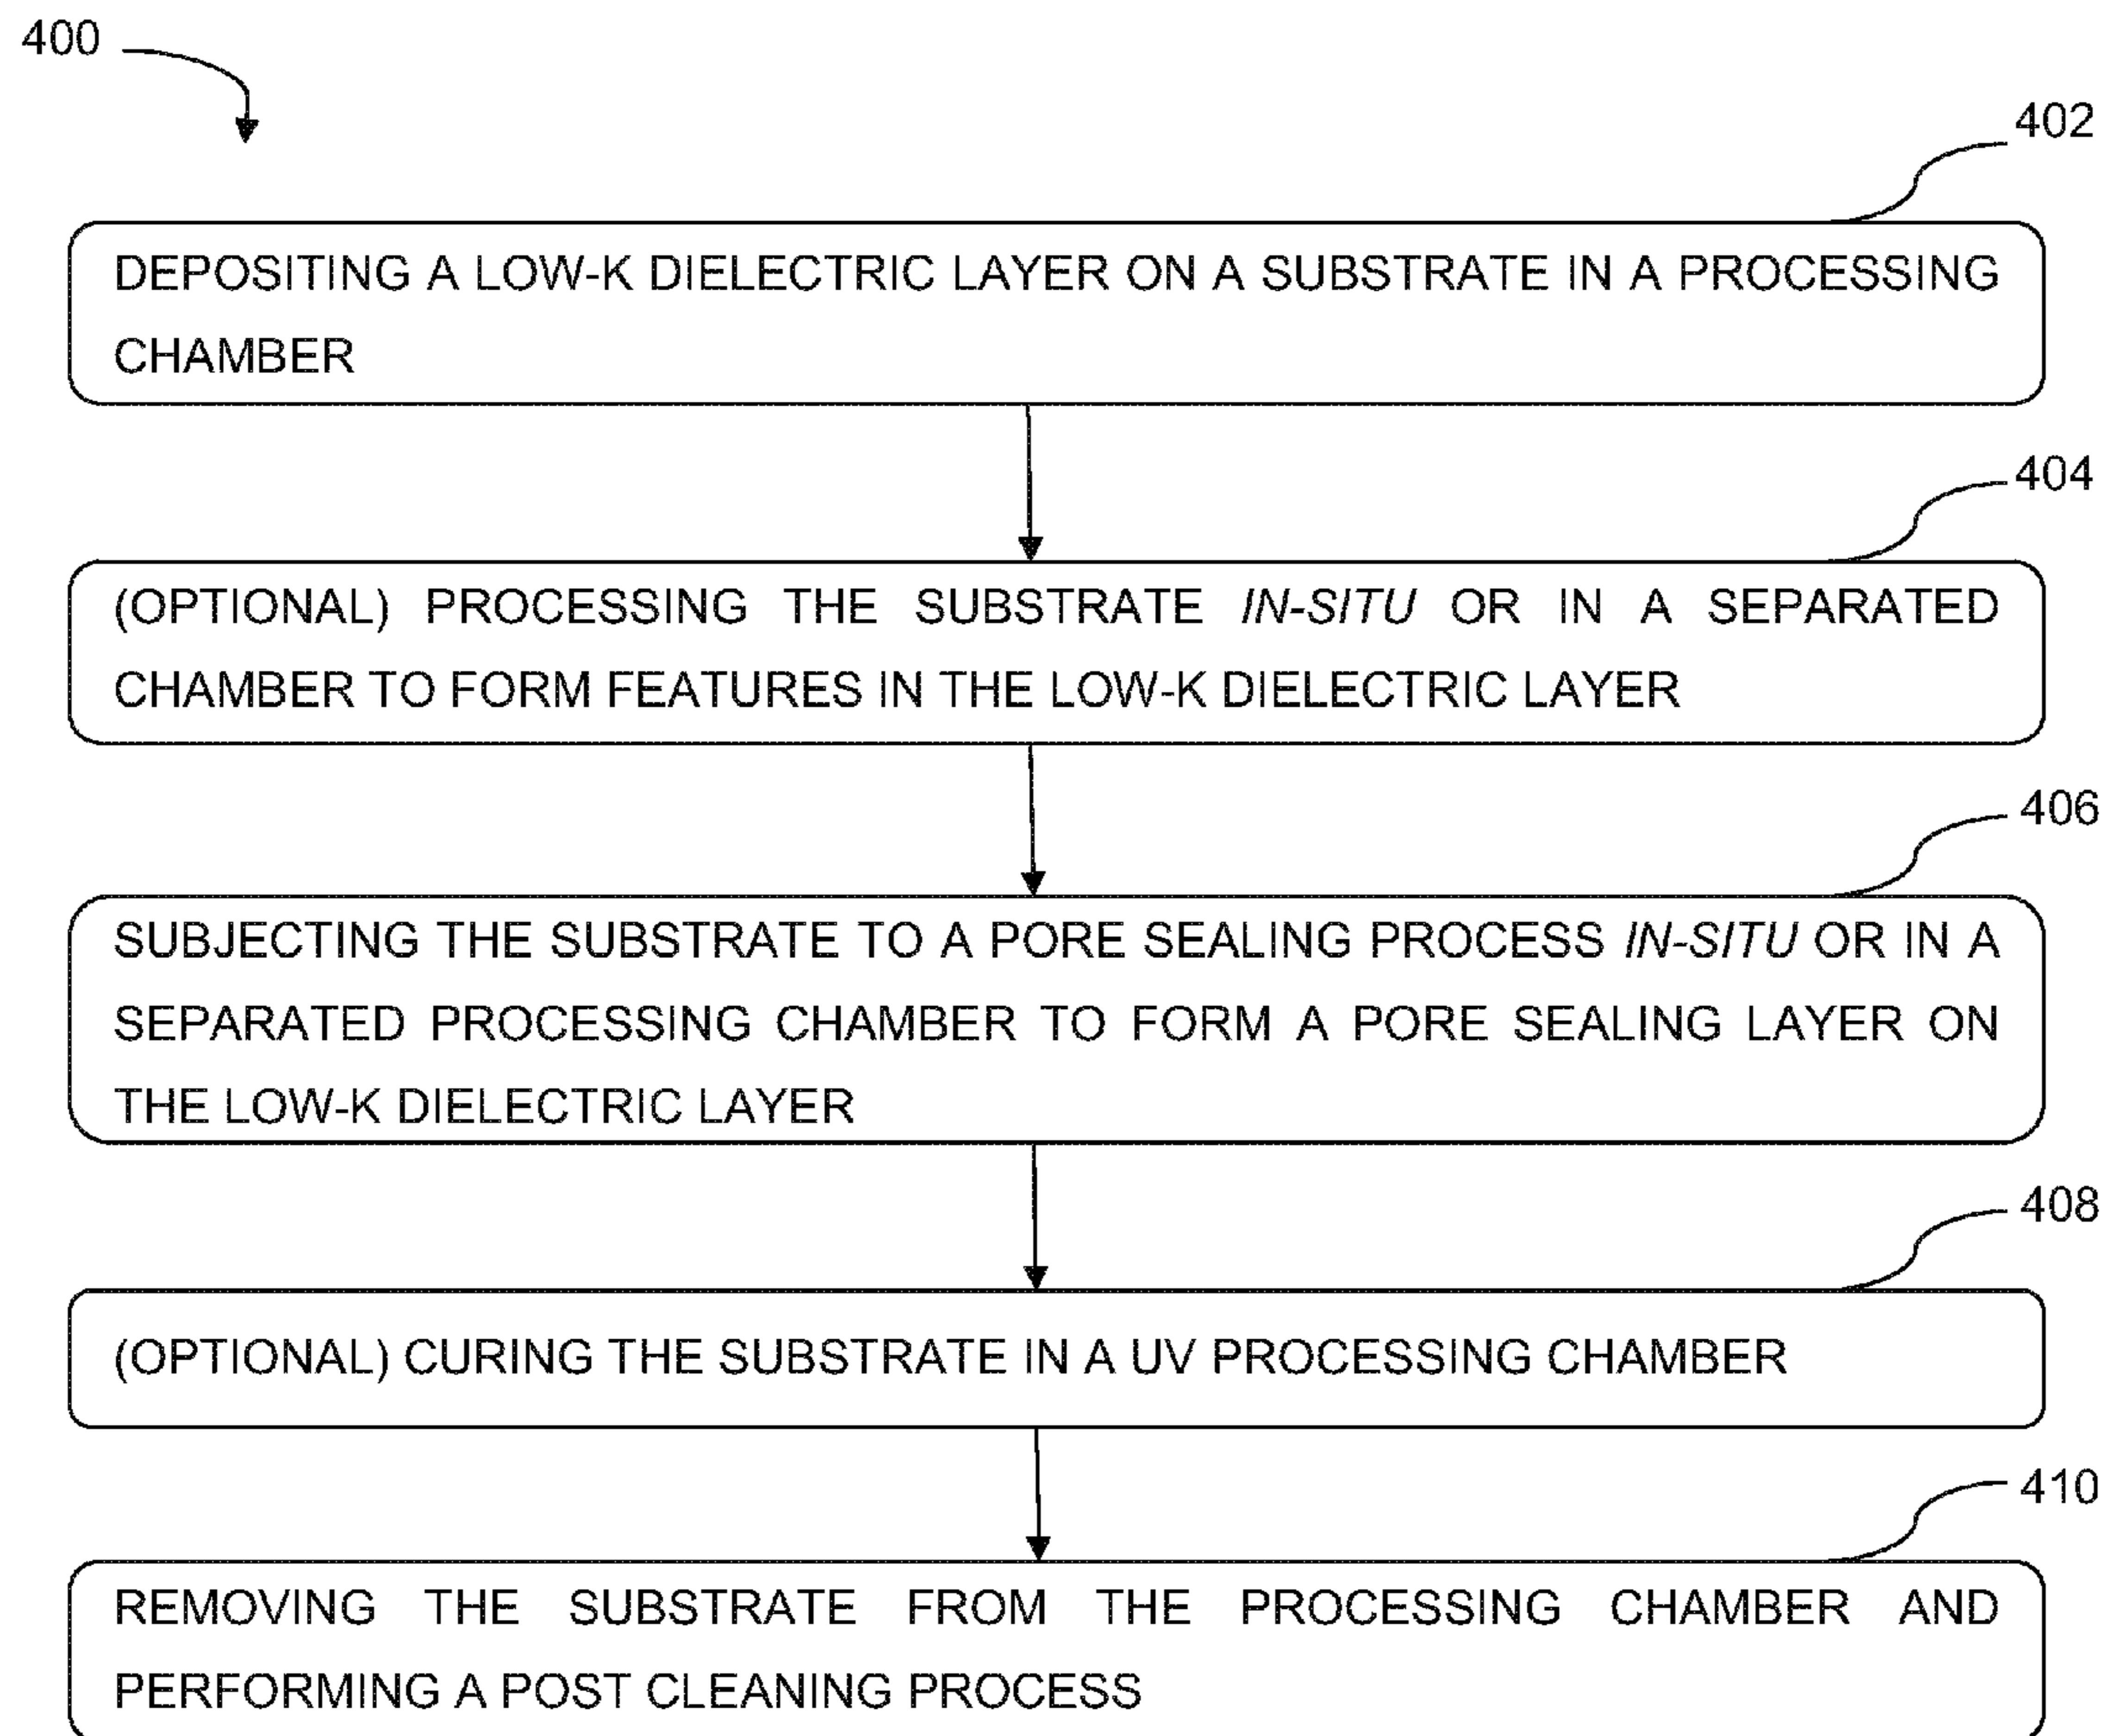 400
402
DEPOSITING A LOW-K DIELECTRIC LAYER ON A SUBSTRATE IN A PROCESSING
CHAMBER
404
(OPTIONAL) PROCESSING THE SUBSTRATE IN-SITU OR IN A SEPARATED
CHAMBER TO FORM FEATURES IN THE LOW-K DIELECTRIC LAYER
406
SUBJECTING THE SUBSTRATE TO A PORE SEALING PROCESS IN-SITU OR IN A
SEPARATED PROCESSING CHAMBER TO FORM A PORE SEALING LAYER ON
THE LOW-K DIELECTRIC LAYER
408
(OPTIONAL) CURING THE SUBSTRATE IN A UV PROCESSING CHAMBER
410
REMOVING THE SUBSTRATE FROM THE PROCESSING CHAMBER AND
PERFORMING A POST CLEANING PROCESS